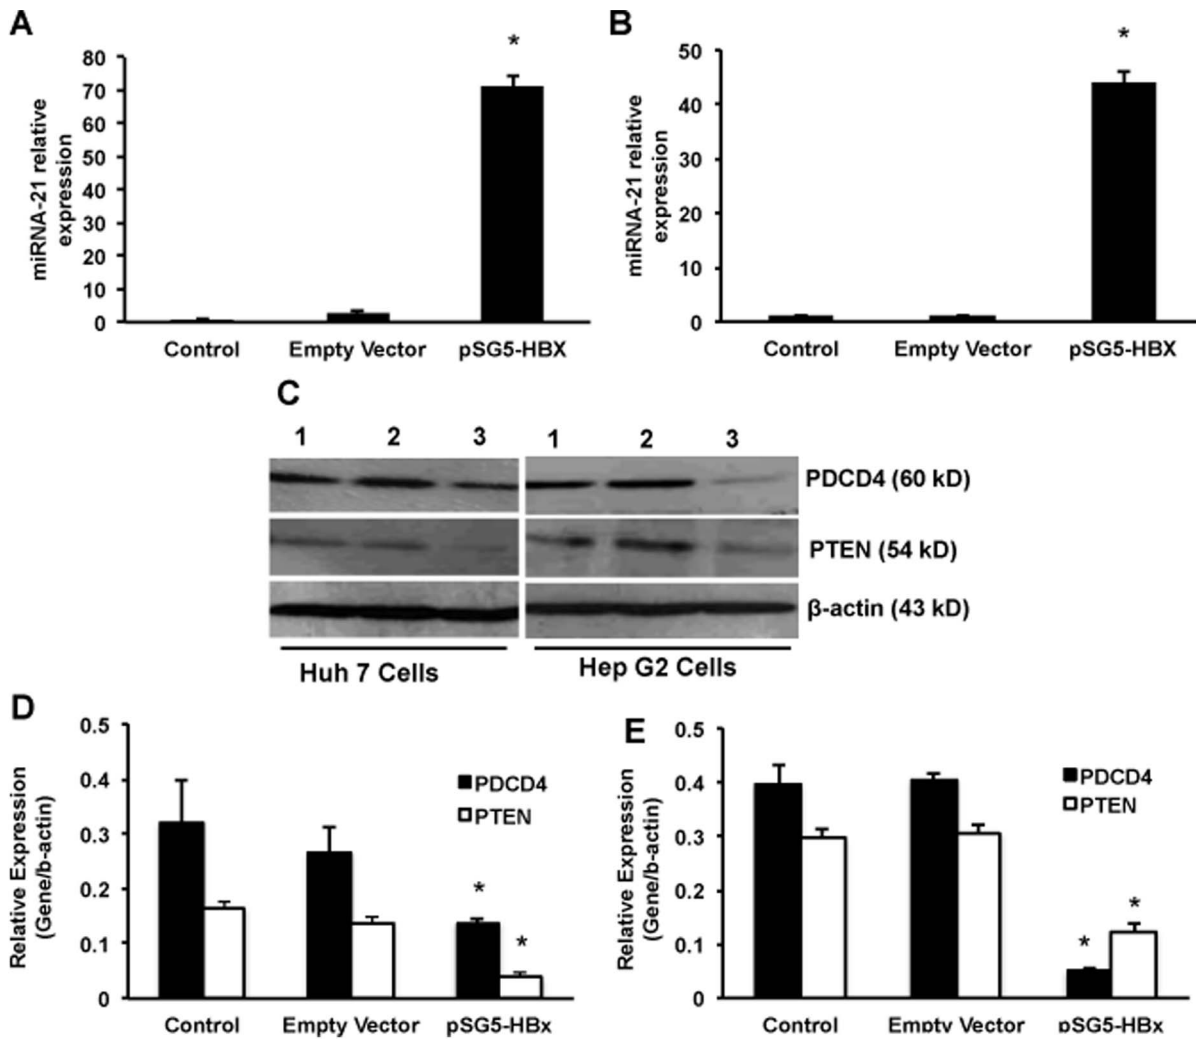 A
miRNA-21 relative
expression
80
70
60
50
40
30
20
10
0
*
Control Empty Vector pSG5-HBX
B
miRNA-21 relative
expression
50
40
30
20
10
0
*
Control Empty Vector pSG5-HBX
C
1 2 3 1 2 3
PDCD4 (60 kD)
PTEN (54 kD)
β-actin (43 kD)
Huh 7 Cells Hep G2 Cells
D
Relative Expression
(Gene/b-actin)
0.5
0.4
0.3
0.2
0.1
0
PDCD4
PTEN
*
*
Control Empty Vector pSG5-HBx
E
Relative Expression
(Gene/b-actin)
0.5
0.4
0.3
0.2
0.1
0
PDCD4
PTEN
*
*
Control Empty Vector pSG5-HBx